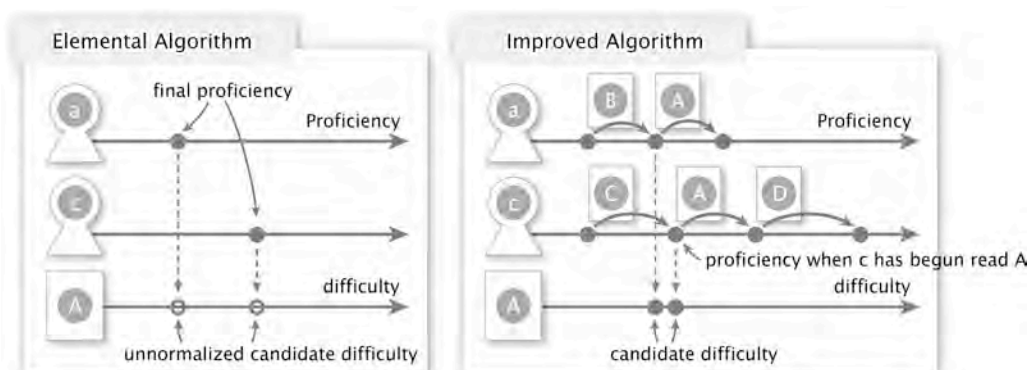 Elemental Algorithm
final proficiency
a
Proficiency
c
A
difficulty
unnormalized candidate difficulty
Improved Algorithm
B
A
a
Proficiency
C
A
D
c
proficiency when c has begun read A
difficulty
A
candidate difficulty